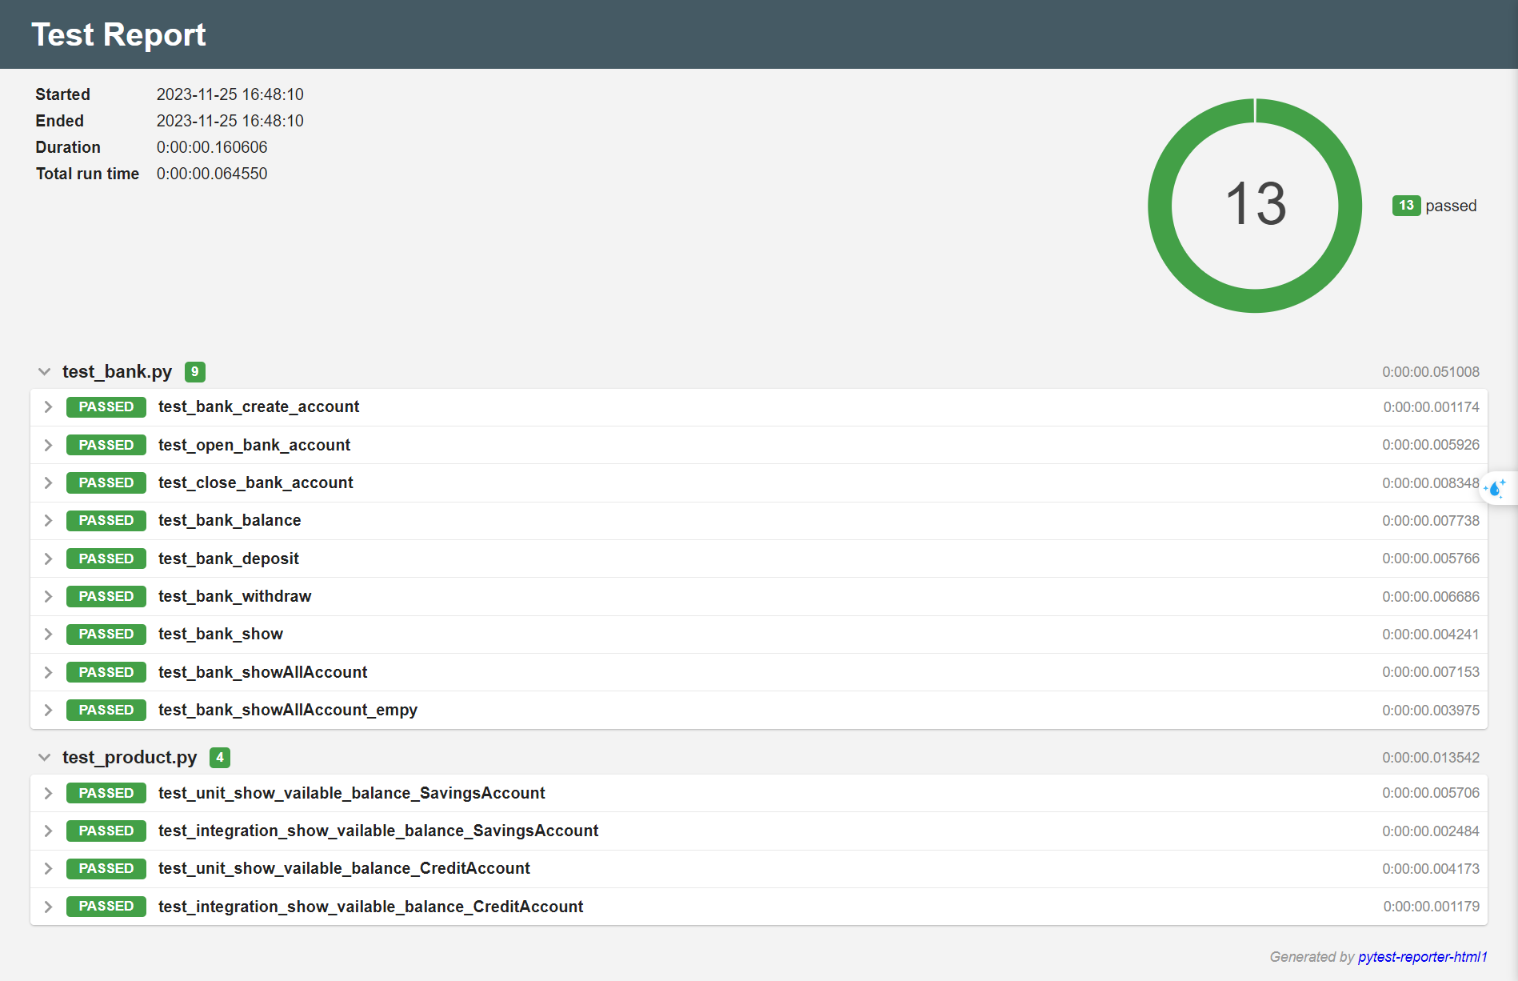 Test Report
Started 2023-11-25 16:48:10
Ended 2023-11-25 16:48:10
Duration 0:00:00.160606
Total run time 0:00:00.064550
13
13 passed
test_bank.py 9 0:00:00.051008
PASSED test_bank_create_account 0:00:00.001174
PASSED test_open_bank_account 0:00:00.005926
PASSED test_close_bank_account 0:00:00.008348
PASSED test_bank_balance 0:00:00.007738
PASSED test_bank_deposit 0:00:00.005766
PASSED test_bank_withdraw 0:00:00.006686
PASSED test_bank_show 0:00:00.004241
PASSED test_bank_showAllAccount 0:00:00.007153
PASSED test_bank_showAllAccount_empy 0:00:00.003975
test_product.py 4 0:00:00.013542
PASSED test_unit_show_vailable_balance_SavingsAccount 0:00:00.005706
PASSED test_integration_show_vailable_balance_SavingsAccount 0:00:00.002484
PASSED test_unit_show_vailable_balance_CreditAccount 0:00:00.004173
PASSED test_integration_show_vailable_balance_CreditAccount 0:00:00.001179
Generated by pytest-reporter-html1